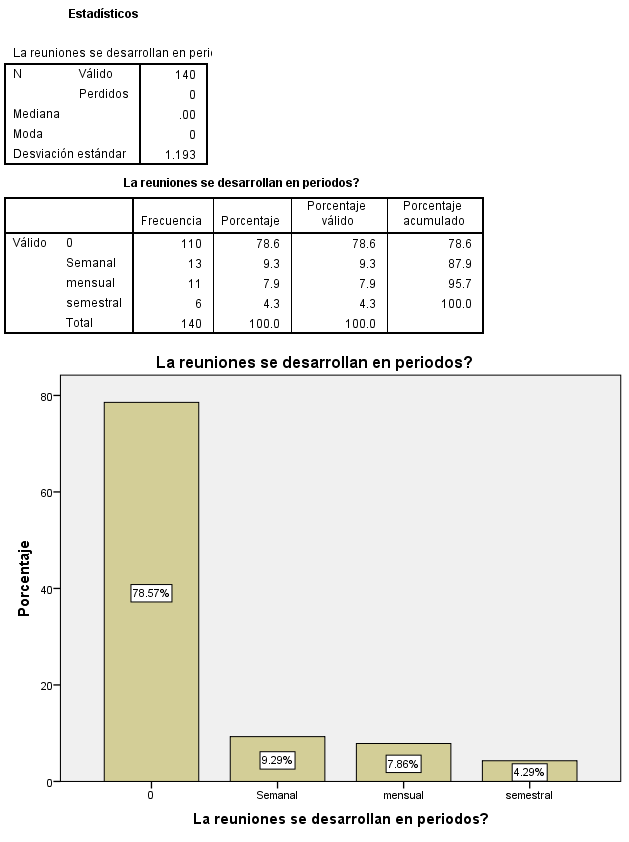 Estadísticos
La reuniones se desarrollan en peri
N Válido 140
Perdidos 0
Mediana .00
Moda 0
Desviación estándar 1.193
La reuniones se desarrollan en periodos?
Frecuencia Porcentaje Porcentaje válido Porcentaje acumulado
Válido 0 110 78.6 78.6 78.6
Semanal 13 9.3 9.3 87.9
mensual 11 7.9 7.9 95.7
semestral 6 4.3 4.3 100.0
Total 140 100.0 100.0
La reuniones se desarrollan en periodos?
Porcentaje
80
60
40
20
0
78.57%
9.29%
7.86%
4.29%
0 Semanal mensual semestral
La reuniones se desarrollan en periodos?